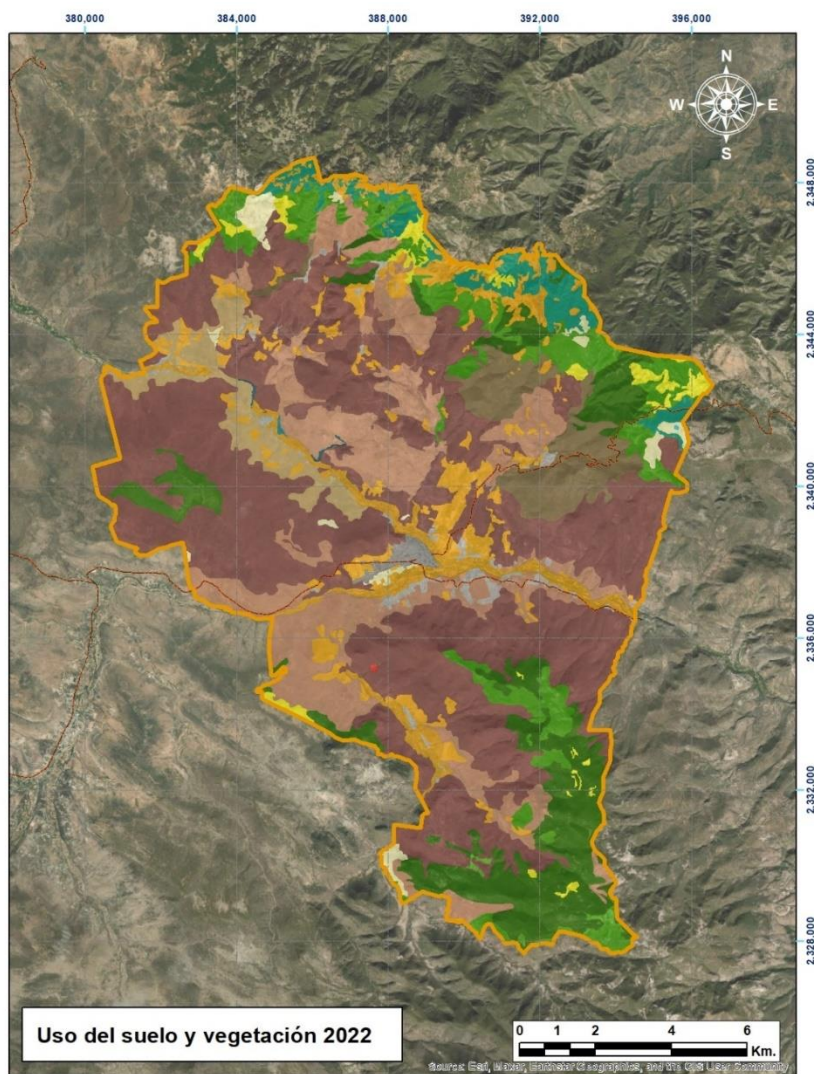 380,000 384,000 388,000 392,000 396,000
N
W E
S
2.348,000
2.344,000
2.340,000
2.336,000
2.332,000
2.328,000
Uso del suelo y vegetación 2022
0 1 2 4 6
Km.
Source: Esri, Maxar, Earthstar Geographics, and the GIS User Community